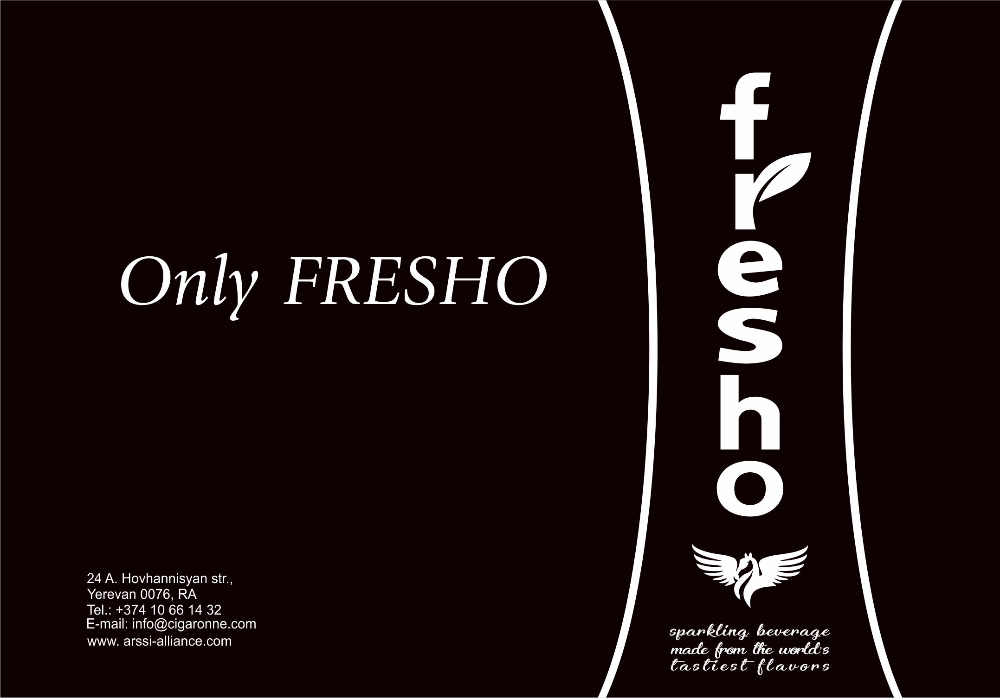 Only FRESHO
24 A. Hovhannisyan str.,
Yerevan 0076, RA
Tel.: +374 10 66 14 32
E-mail: info@cigaronne.com
www. arssi-alliance.com
fresho
sparkling beverage
made from the world's
tastiest flavors